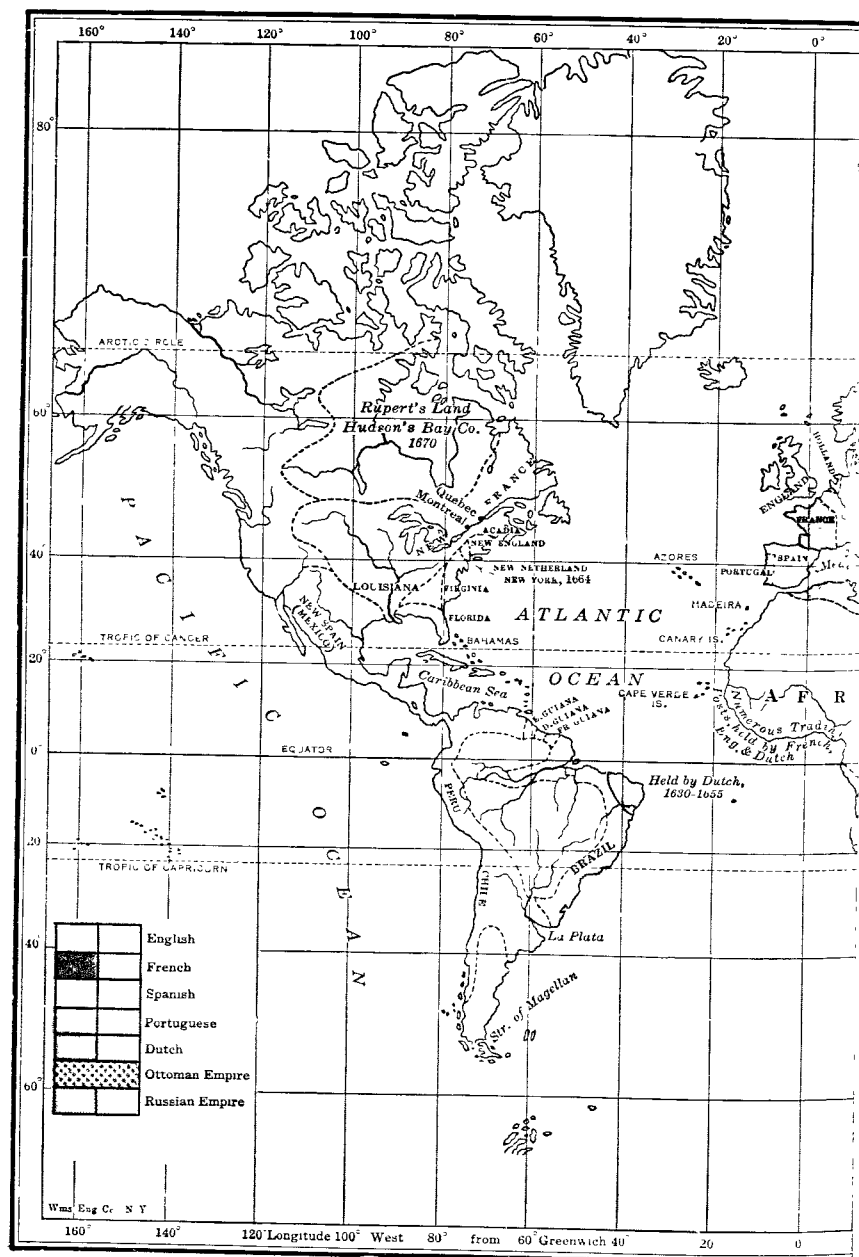 160° 140° 120° 100° 80° 60° 40° 20° 0°
80°
ARCTIC CIRCLE
60°
Rupert's Land
Hudson's Bay Co.
1670
HOLLAND
ENGLAND
FRANCE
FRANCE
Quebec
Montreal
ACADIA
NEW ENGLAND
40°
NEW NETHERLAND
NEW YORK, 1664
AZORES
PORTUGAL
SPAIN
LOUISIANA
VIRGINIA
MADEIRA
NEW SPAIN
(MEXICO)
FLORIDA
ATLANTIC
TROPIC OF CANCER
BAHAMAS
CANARY IS.
20°
Caribbean Sea
OCEAN
CAPE VERDE
IS.
A F R
E. GUIANA
D. GUIANA
FR. GUIANA
Numerous Trading
Posts, held by French,
Eng. & Dutch
PACIFIC
0°
EQUATOR
PERU
Held by Dutch,
1630-1655
OCEAN
20
TROPIC OF CAPRICORN
BRAZIL
CHILE
La Plata
40°
Str. of Magellan
English
French
Spanish
Portuguese
Dutch
Ottoman Empire
Russian Empire
60°
Wms Eng Co N Y
160° 140° 120° Longitude 100° West 80° from 60° Greenwich 40° 20 0°